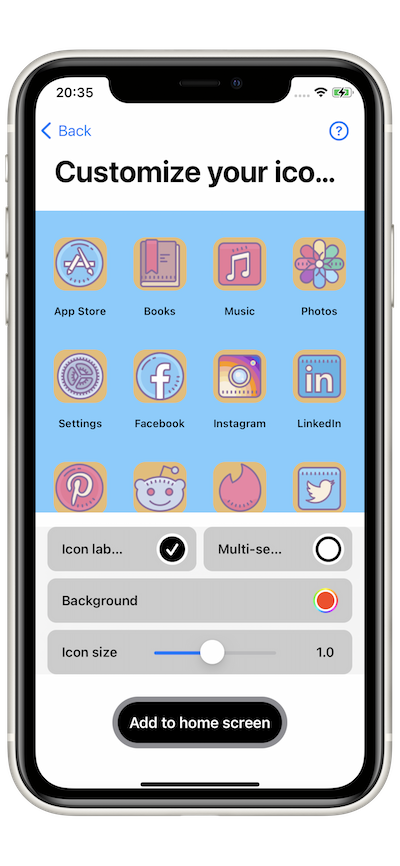 20:35
Back
?
Customize your ico...
App Store
Books
Music
Photos
f
in
Settings
Facebook
Instagram
LinkedIn
Icon lab...
Multi-se...
Background
Icon size
1.0
Add to home screen